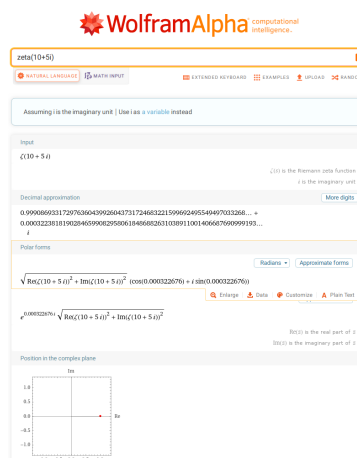 WolframAlpha computational intelligence.
zeta(10+5i)
NATURAL LANGUAGE MATH INPUT EXTENDED KEYBOARD EXAMPLES UPLOAD RANDO
Assuming i is the imaginary unit | Use i as a variable instead
Input
ζ(10 + 5 i)
ζ(s) is the Riemann zeta function
i is the imaginary unit
Decimal approximation More digits
0.999086933172976360439926043731724683221599692495549497033268... +
0.000322381819028465990829580618486882631038911001406687690999193...
i
Polar forms
Radians Approximate forms
√Re(ζ(10 + 5 i))² + Im(ζ(10 + 5 i))² (cos(0.000322676) + i sin(0.000322676))
Enlarge Data Customize Plain Text
e^0.000322676 i √Re(ζ(10 + 5 i))² + Im(ζ(10 + 5 i))²
Re(z) is the real part of z
Im(z) is the imaginary part of z
Position in the complex plane
Im
1.0
0.5
0.0 Re
-0.5
-1.0